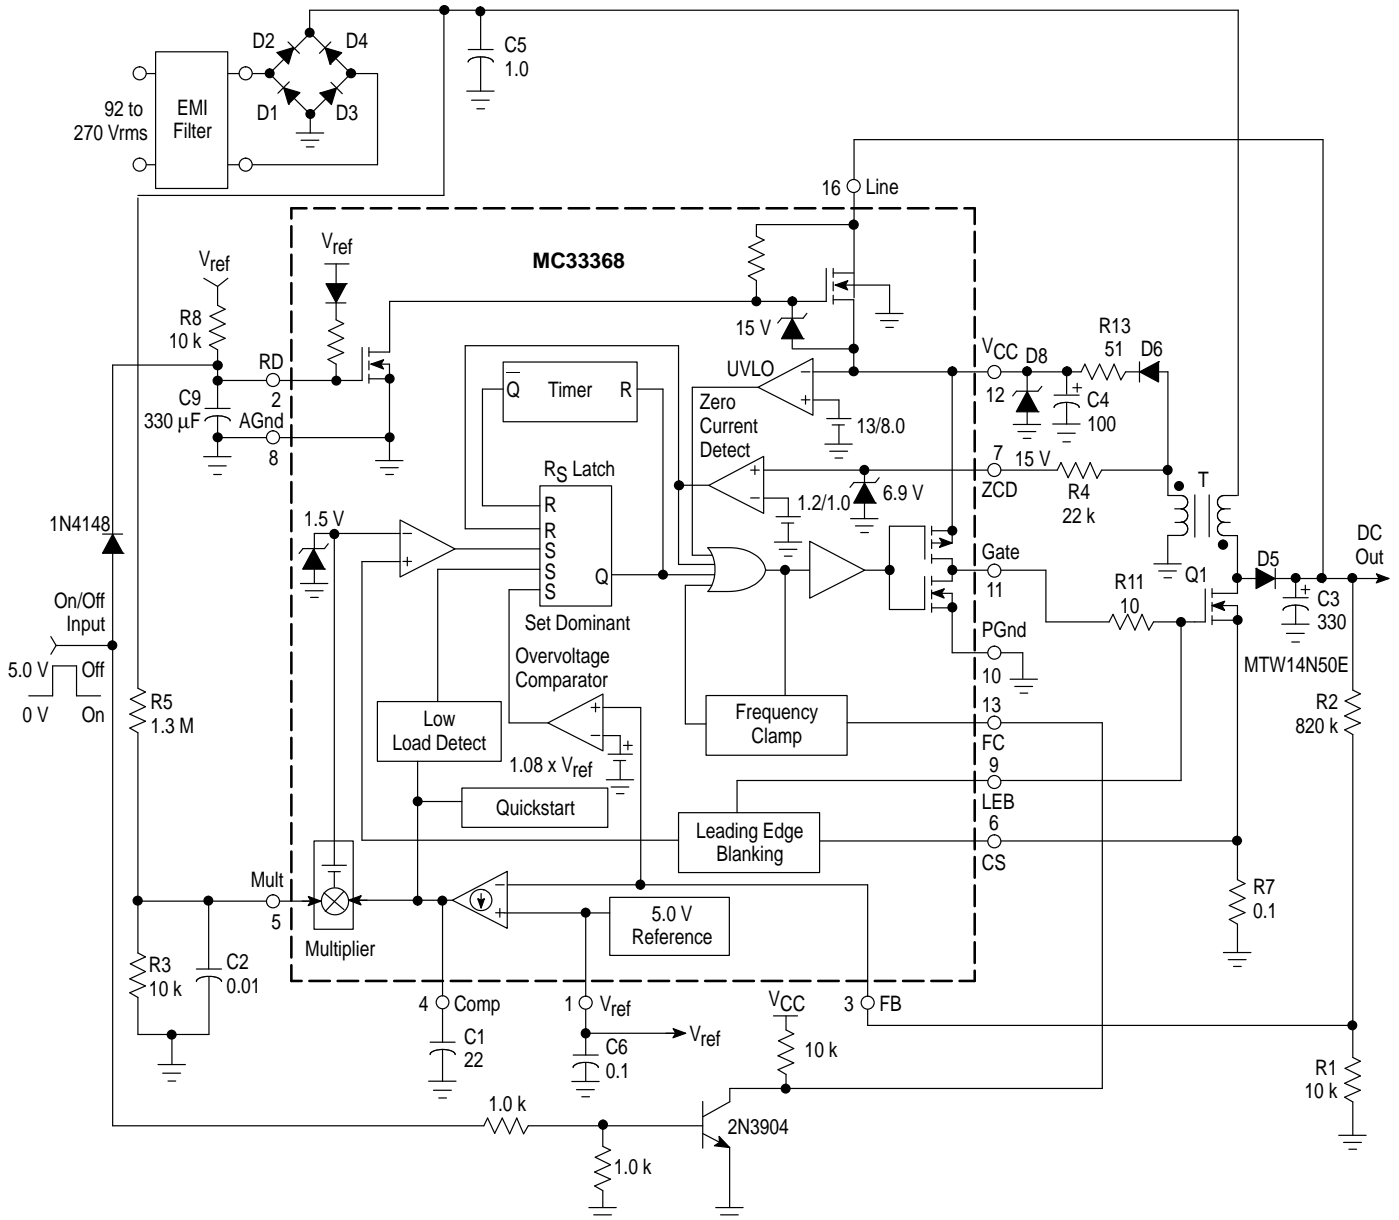 D2
D4
D1
D3
C5
1.0
92 to
270 Vrms
EMI
Filter
16
Line
Vref
MC33368
Vref
R8
10 k
RD
2
C9
330 µF
AGnd
8
15 V
UVLO
VCC
12
D8
R13
51
D6
C4
100
+
13/8.0
Q
Timer
R
Zero
Current
Detect
7
ZCD
15 V
R4
22 k
T
6.9 V
1.2/1.0
RS Latch
R
R
S
S
S
Q
Set Dominant
1N4148
1.5 V
Gate
11
R11
10
Q1
D5
DC
Out
C3
330
+
MTW14N50E
PGnd
10
On/Off
Input
5.0 V
Off
0 V
On
R5
1.3 M
Overvoltage
Comparator
Low
Load Detect
1.08 x Vref
Frequency
Clamp
13
FC
R2
820 k
9
LEB
Quickstart
Leading Edge
Blanking
6
CS
Mult
5
R7
0.1
5.0 V
Reference
Multiplier
R3
10 k
C2
0.01
4
Comp
1
Vref
3
FB
C1
22
C6
0.1
Vref
VCC
10 k
R1
10 k
1.0 k
2N3904
1.0 k